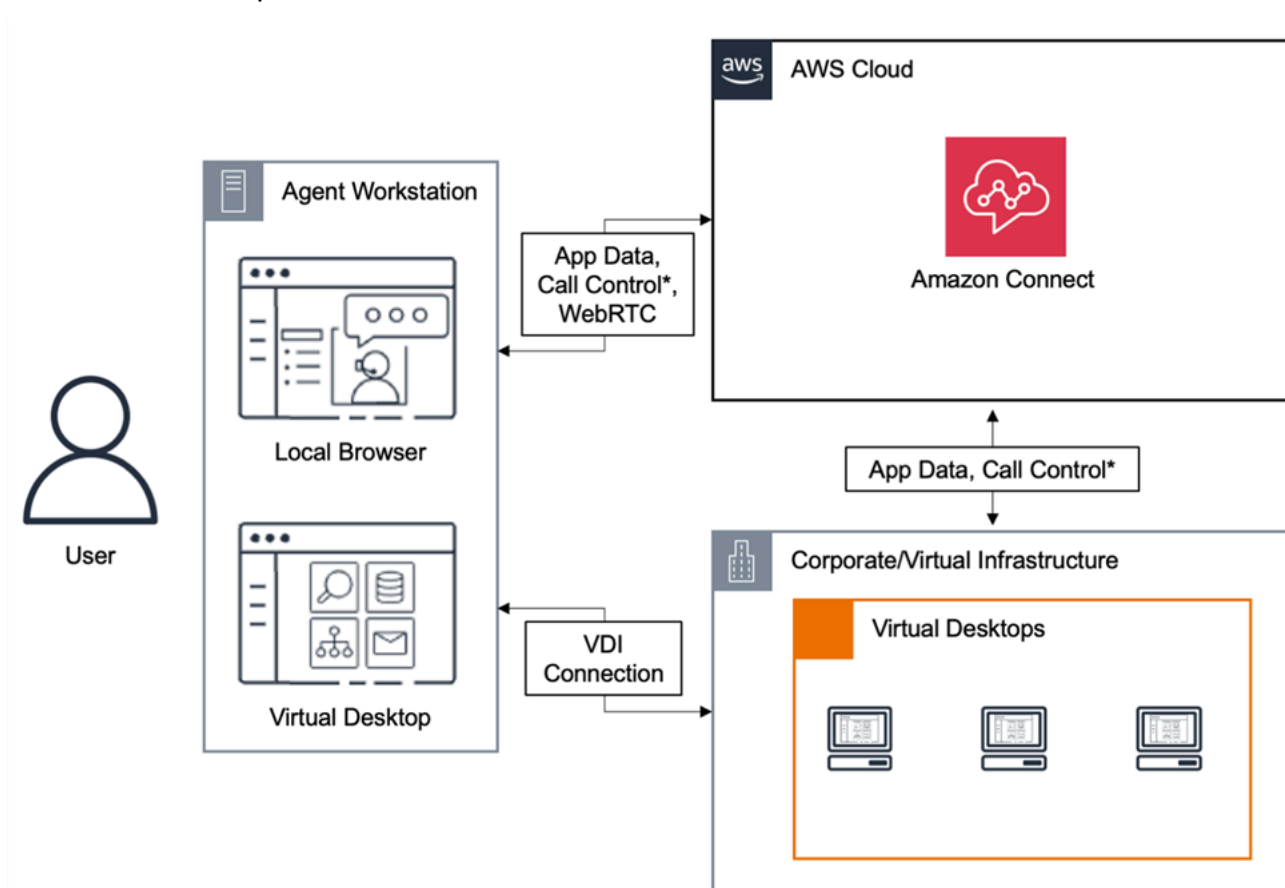 aws
AWS Cloud
Agent Workstation
App Data,
Call Control*,
WebRTC
Amazon Connect
Local Browser
App Data, Call Control*
User
Corporate/Virtual Infrastructure
Virtual Desktops
VDI
Connection
Virtual Desktop